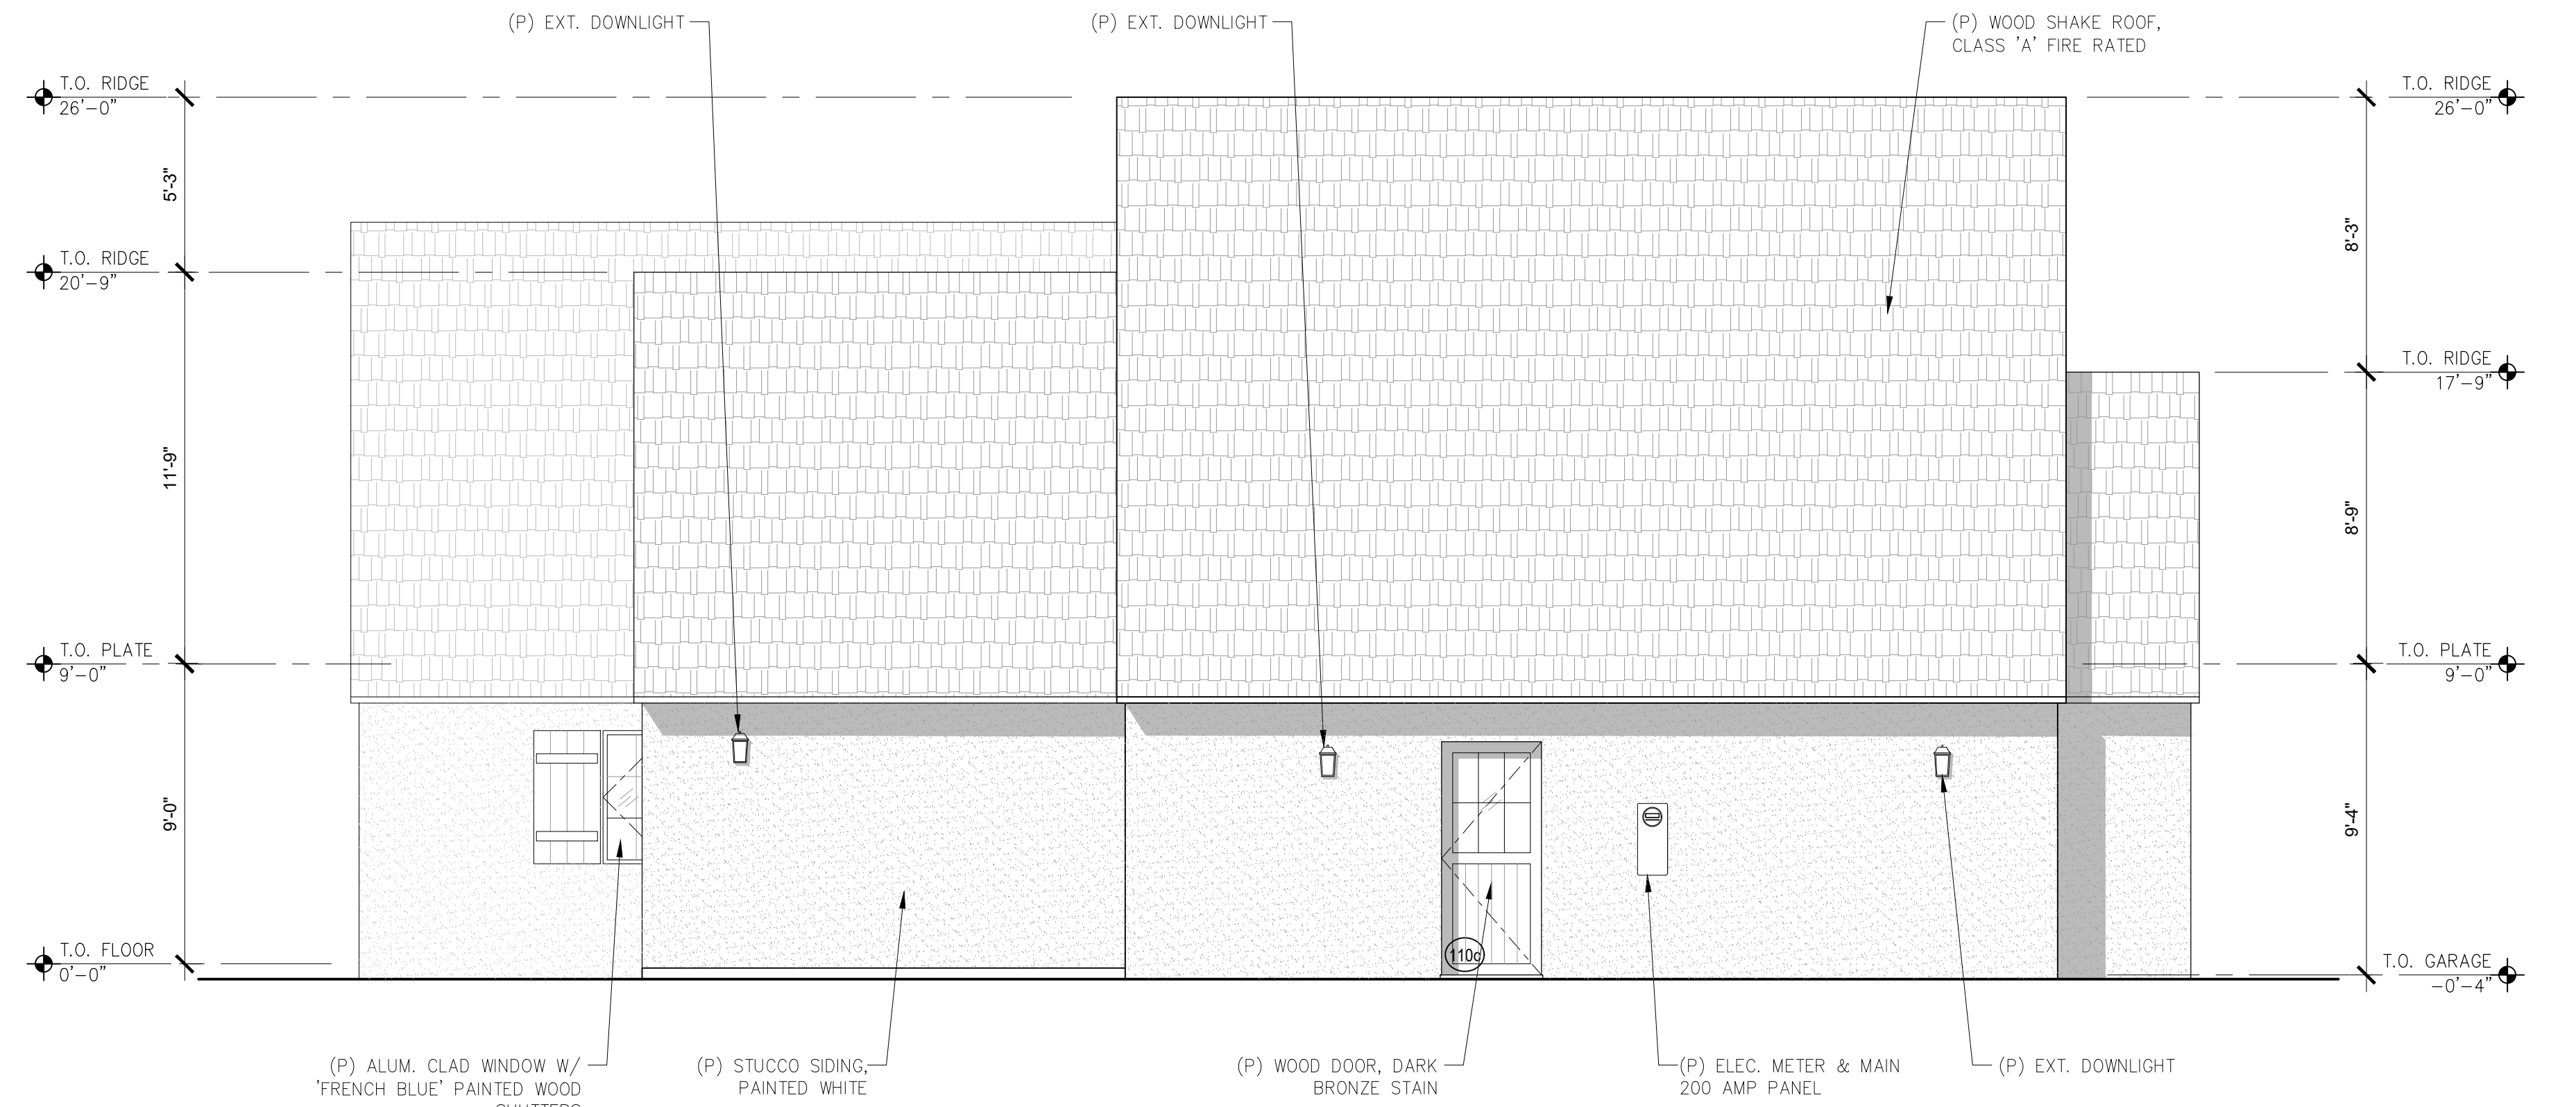 (P) EXT. DOWNLIGHT
(P) EXT. DOWNLIGHT
(P) WOOD SHAKE ROOF,
CLASS 'A' FIRE RATED
T.O. RIDGE
26'-0"
5'-3"
T.O. RIDGE
20'-9"
11'-9"
T.O. PLATE
9'-0"
9'-0"
T.O. FLOOR
0'-0"
T.O. RIDGE
26'-0"
8'-3"
T.O. RIDGE
17'-9"
8'-9"
T.O. PLATE
9'-0"
9'-4"
T.O. GARAGE
-0'-4"
110c
(P) ALUM. CLAD WINDOW W/
'FRENCH BLUE' PAINTED WOOD
(P) STUCCO SIDING,
PAINTED WHITE
(P) WOOD DOOR, DARK
BRONZE STAIN
(P) ELEC. METER & MAIN
200 AMP PANEL
(P) EXT. DOWNLIGHT